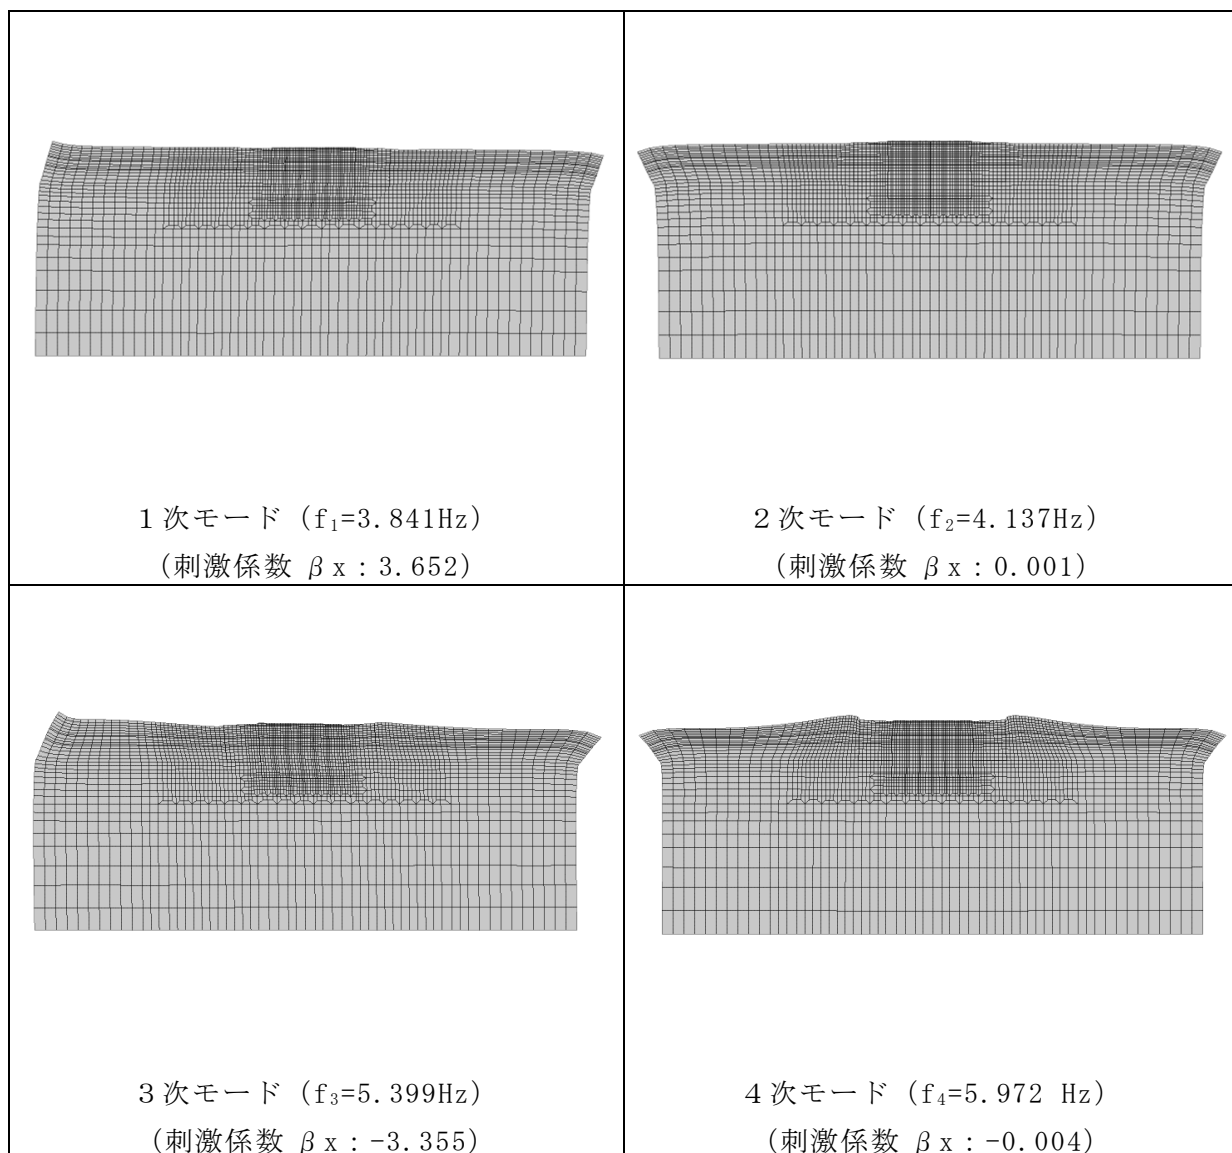 １次モード（f₁=3.841Hz）
（刺激係数 βx：3.652）
２次モード（f₂=4.137Hz）
（刺激係数 βx：0.001）
３次モード（f₃=5.399Hz）
（刺激係数 βx：-3.355）
４次モード（f₄=5.972 Hz）
（刺激係数 βx：-0.004）